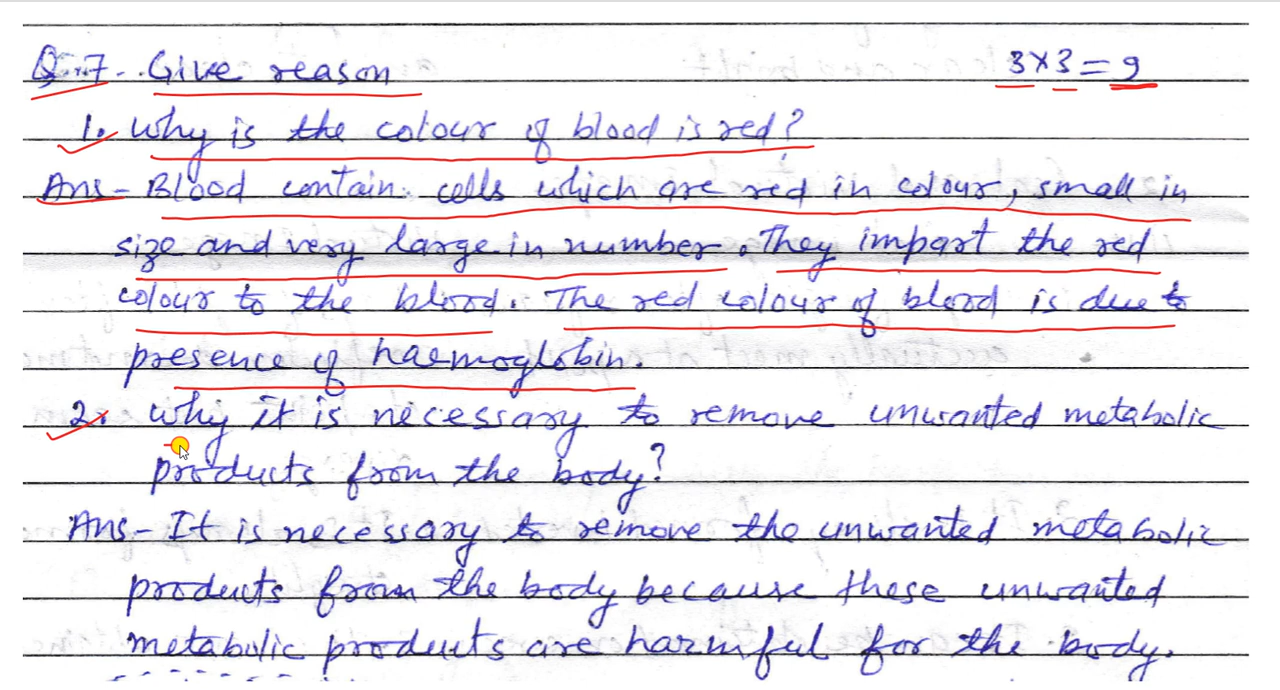 Q.7. Give reason 3×3=9
1. Why is the colour of blood is red?
Ans- Blood contain cells which are red in colour, small in
size and very large in number. They impart the red
colour to the blood. The red colour of blood is due to
presence of haemoglobin.
2. Why it is necessary to remove unwanted metabolic
products from the body?
Ans- It is necessary to remove the unwanted metabolic
products from the body because these unwanted
metabolic products are harmful for the body.